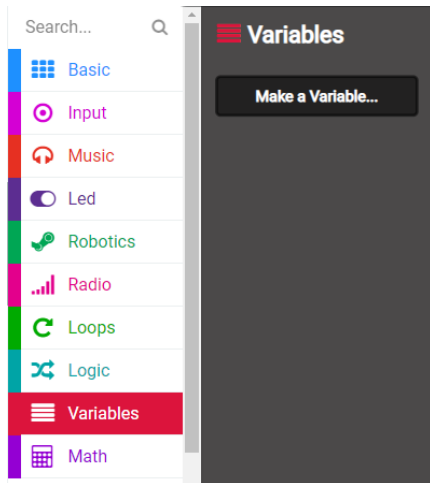 Search...
Basic
Input
Music
Led
Robotics
Radio
Loops
Logic
Variables
Math
Variables
Make a Variable...